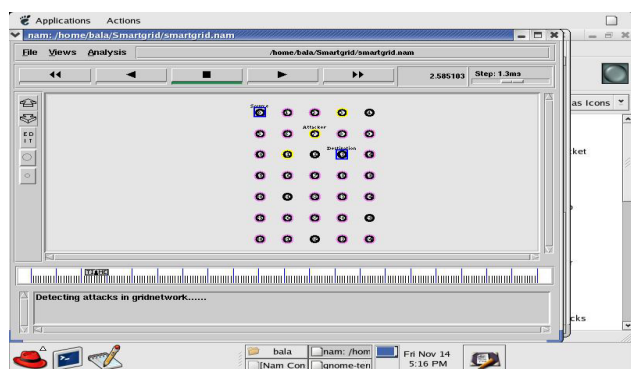 Applications Actions
nam: /home/bala/Smartgrid/smartgrid.nam
File Views Analysis /home/bala/Smartgrid/smartgrid.nam
2.585103 Step: 1.3ms
as Icons
E D
I T
Source
Attacker
Destination
cket
TIME
Detecting attacks in gridnetwork......
cks
bala nam: /hom Fri Nov 14
[Nam Con gnome-ten 5:16 PM